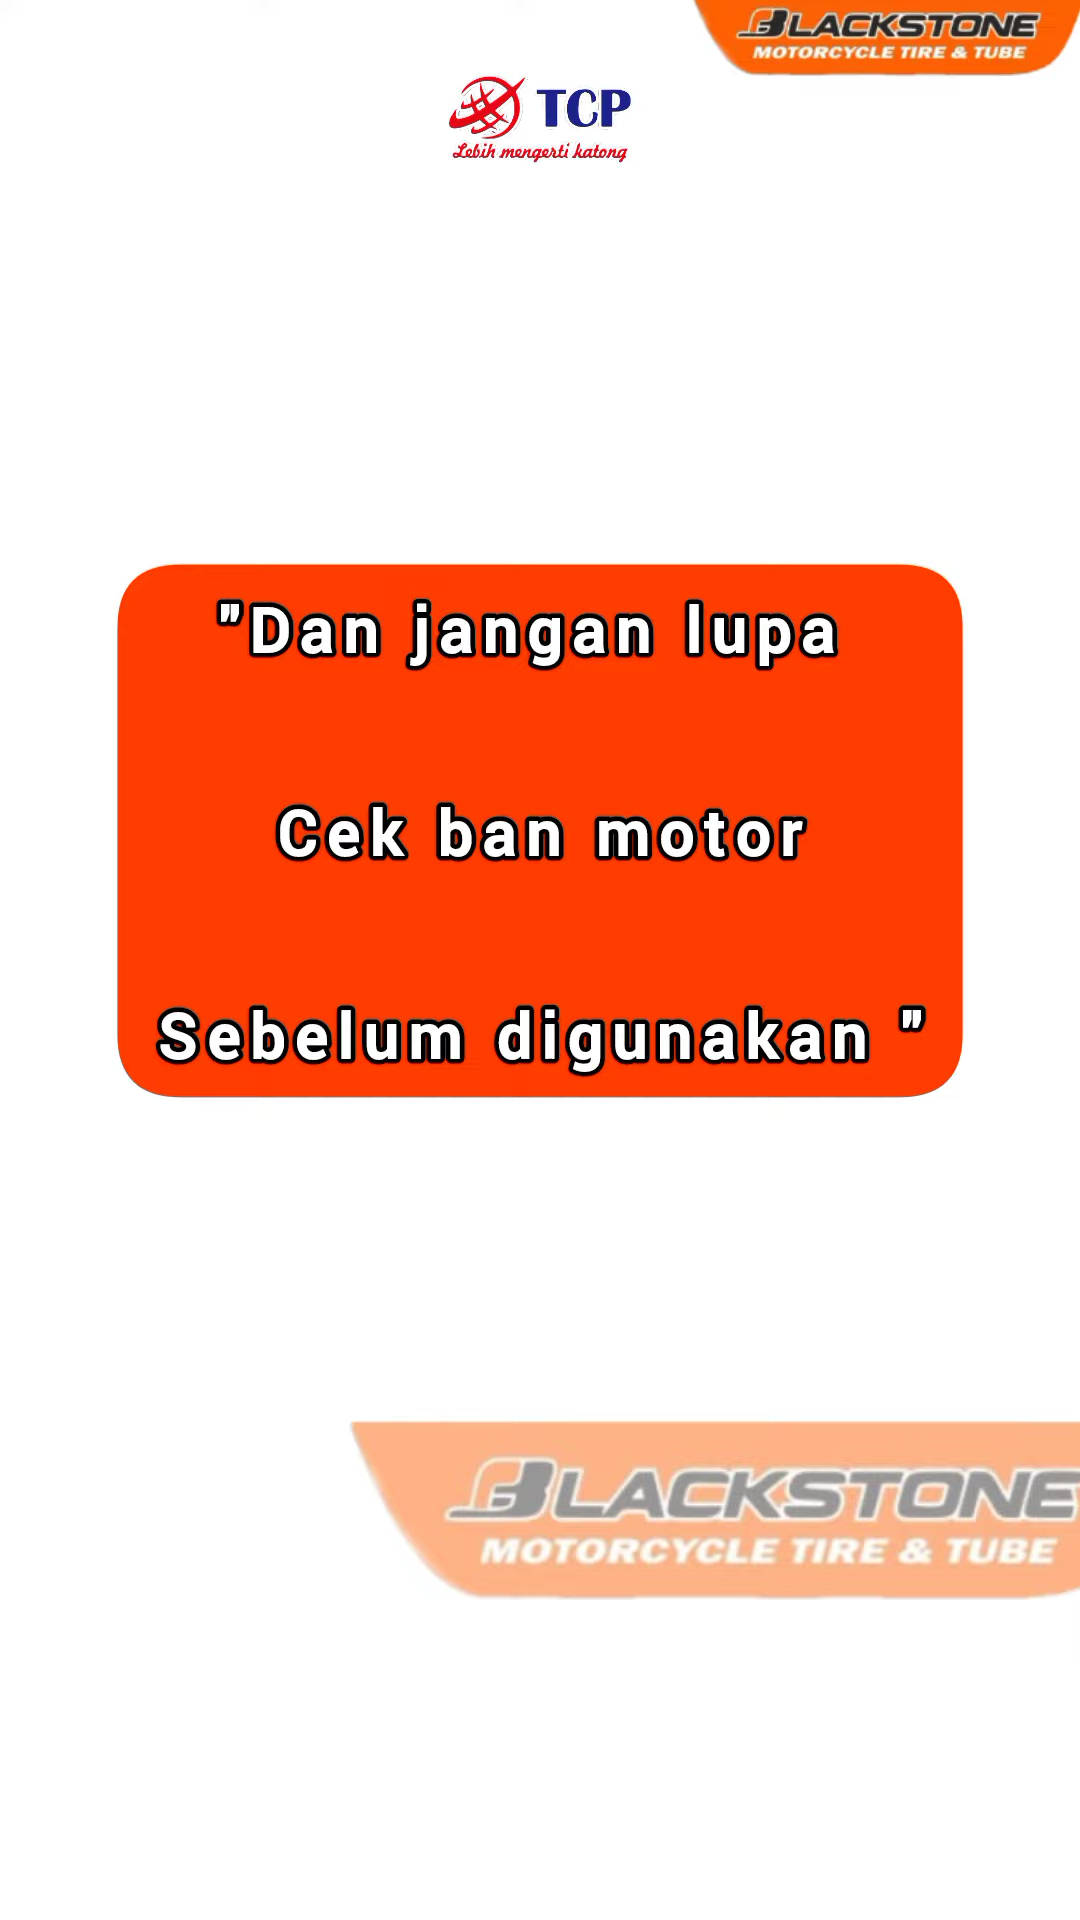 BLACKSTONE
MOTORCYCLE TIRE & TUBE
TCP
Lebih mengerti katong
"Dan jangan lupa
Cek ban motor
Sebelum digunakan "
BLACKSTONE
MOTORCYCLE TIRE & TUBE